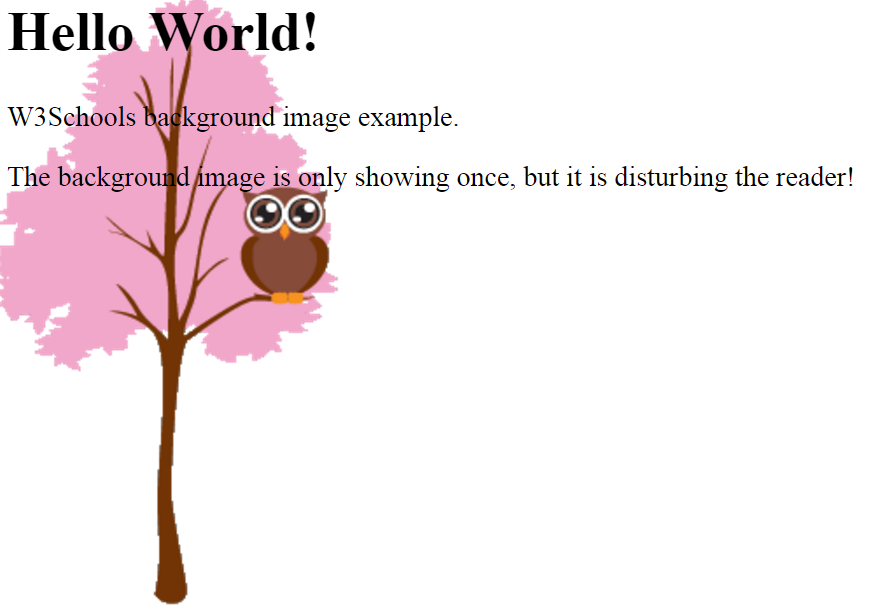 Hello World!
W3Schools background image example.
The background image is only showing once, but it is disturbing the reader!